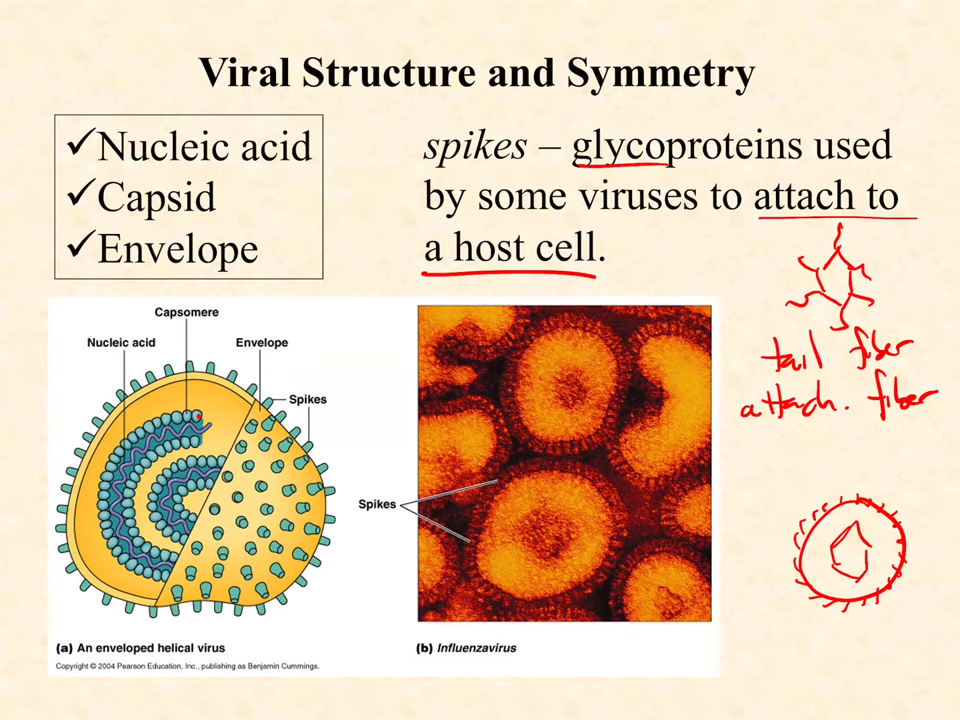 Viral Structure and Symmetry
✓Nucleic acid
✓Capsid
✓Envelope
spikes – glycoproteins used
by some viruses to attach to
a host cell.
tail fiber
attach. fiber
Capsomere
Nucleic acid
Envelope
Spikes
Spikes
(a) An enveloped helical virus
(b) Influenzavirus
Copyright © 2004 Pearson Education, Inc., publishing as Benjamin Cummings.